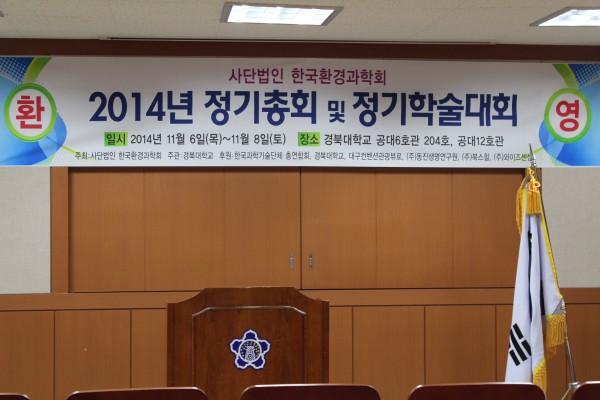 환
영
사단법인 한국환경과학회
2014년 정기총회 및 정기학술대회
일시 2014년 11월 6일(목)~11월 8일(토) 장소 경북대학교 공대6호관 204호, 공대12호관
주최:사단법인 한국환경과학회 주관:경북대학교 후원:한국과학기술단체 총연합회, 경북대학교, 대구컨벤션관광뷰로, (주)동진생명연구원, (주)북스힐, (주)와이즈센싱